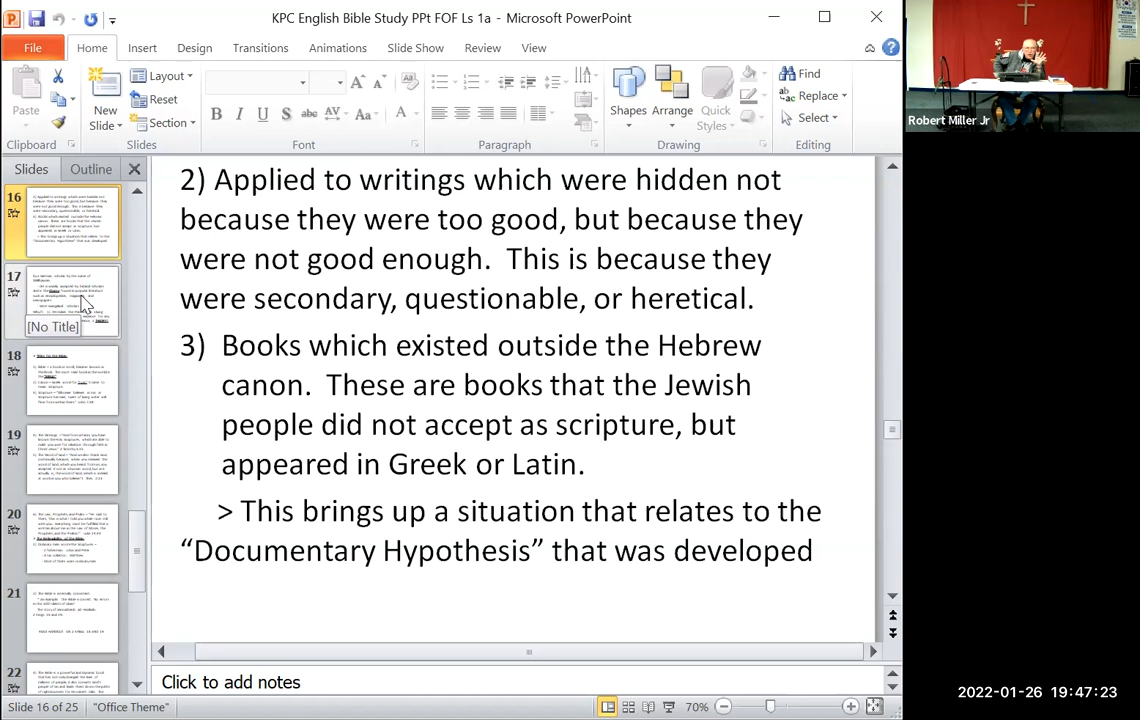 KPC English Bible Study PPt FOF Ls 1a - Microsoft PowerPoint
File Home Insert Design Transitions Animations Slide Show Review View
Paste
Clipboard
New Slide
Layout
Reset
Section
Slides
B I U S abc AV Aa A
Font
Paragraph
Shapes Arrange Quick Styles
Drawing
Find
Replace
Select
Editing
Robert Miller Jr
Slides Outline
16
17
[No Title]
18
19
20
21
22
2) Applied to writings which were hidden not
because they were too good, but because they
were not good enough. This is because they
were secondary, questionable, or heretical.
3) Books which existed outside the Hebrew
canon. These are books that the Jewish
people did not accept as scripture, but
appeared in Greek or Latin.
> This brings up a situation that relates to the
“Documentary Hypothesis” that was developed
Click to add notes
2022-01-26 19:47:23
Slide 16 of 25 "Office Theme" 70%